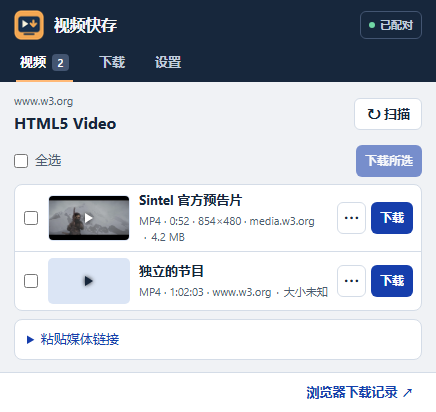 视频快存
已配对
视频 2
下载
设置
www.w3.org
HTML5 Video
扫描
全选
下载所选
Sintel 官方预告片
MP4 · 0:52 · 854×480 · media.w3.org
· 4.2 MB
···
下载
独立的节目
MP4 · 1:02:03 · www.w3.org · 大小未知
···
下载
粘贴媒体链接
浏览器下载记录 ↗